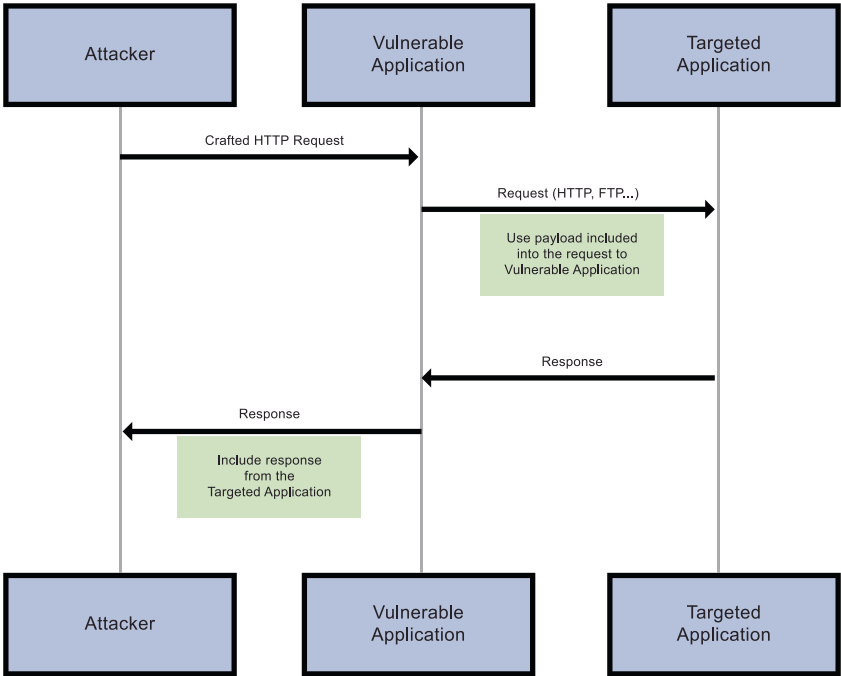 Attacker
Vulnerable
Application
Targeted
Application
Crafted HTTP Request
Request (HTTP, FTP...)
Use payload included
into the request to
Vulnerable Application
Response
Response
Include response
from the
Targeted Application
Attacker
Vulnerable
Application
Targeted
Application